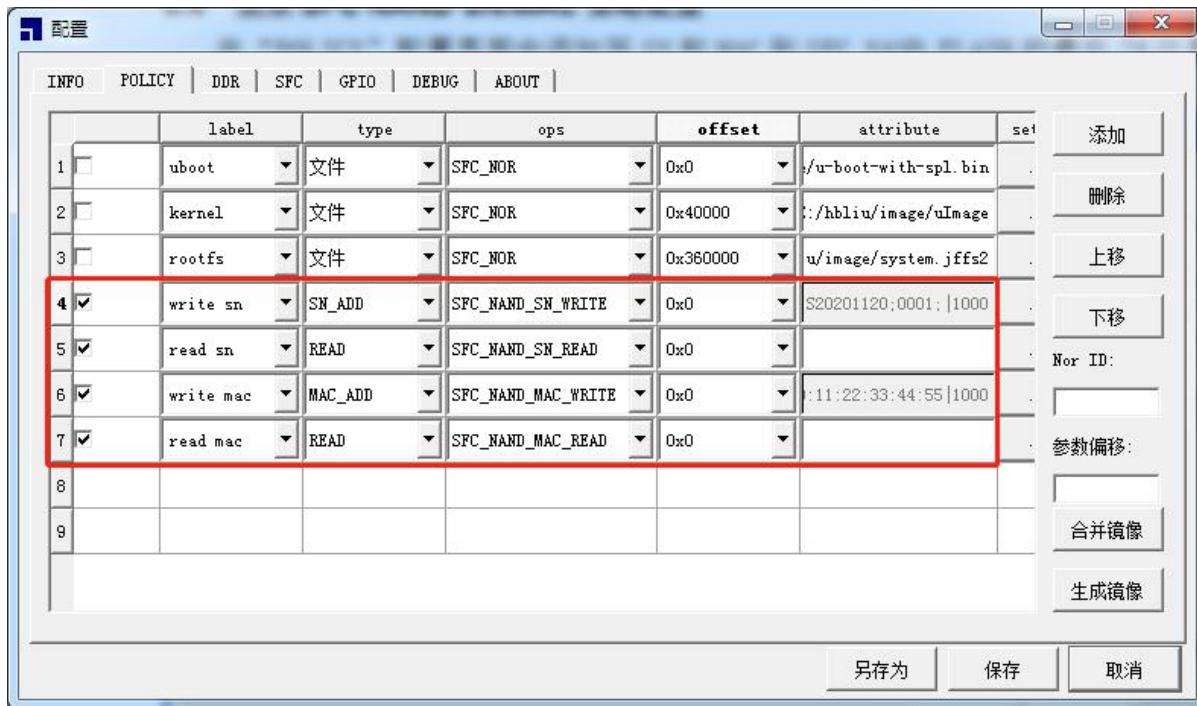 配置
INFO POLICY DDR SFC GPIO DEBUG ABOUT
label type ops offset attribute set
1 uboot 文件 SFC_NOR 0x0 /u-boot-with-spl.bin
2 kernel 文件 SFC_NOR 0x40000 :/hbliu/image/uImage
3 rootfs 文件 SFC_NOR 0x360000 u/image/system.jffs2
4 write sn SN_ADD SFC_NAND_SN_WRITE 0x0 S20201120;0001; |1000
5 read sn READ SFC_NAND_SN_READ 0x0
6 write mac MAC_ADD SFC_NAND_MAC_WRITE 0x0 :11:22:33:44:55|1000
7 read mac READ SFC_NAND_MAC_READ 0x0
8
9
添加
删除
上移
下移
Nor ID:
参数偏移:
合并镜像
生成镜像
另存为 保存 取消